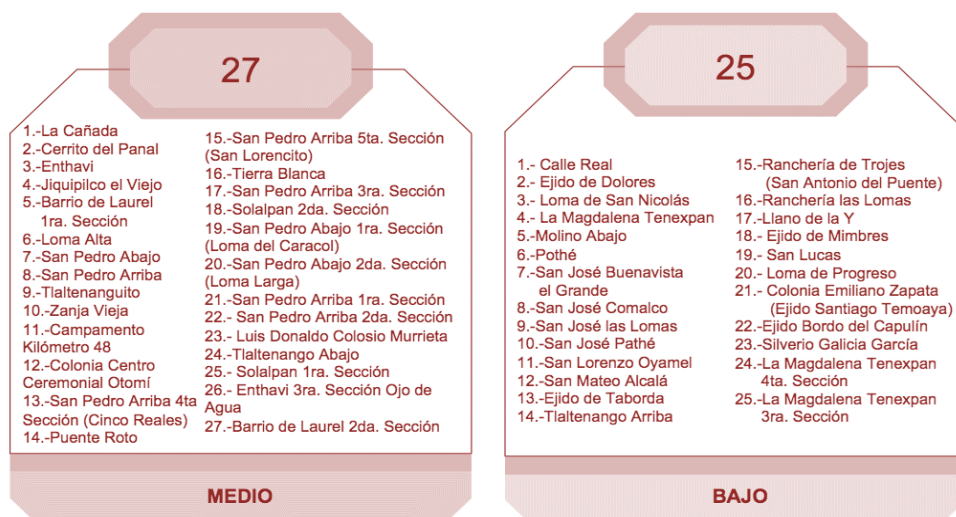 27
1.-La Cañada
2.-Cerrito del Panal
3.-Enthavi
4.-Jiquipilco el Viejo
5.-Barrio de Laurel
1ra. Sección
6.-Loma Alta
7.-San Pedro Abajo
8.-San Pedro Arriba
9.-Tlaltenanguito
10.-Zanja Vieja
11.-Campamento
Kilómetro 48
12.-Colonia Centro
Ceremonial Otomí
13.-San Pedro Arriba 4ta
Sección (Cinco Reales)
14.-Puente Roto
15.-San Pedro Arriba 5ta. Sección
(San Lorencito)
16.-Tierra Blanca
17.-San Pedro Arriba 3ra. Sección
18.-Solalpan 2da. Sección
19.-San Pedro Abajo 1ra. Sección
(Loma del Caracol)
20.-San Pedro Abajo 2da. Sección
(Loma Larga)
21.-San Pedro Arriba 1ra. Sección
22.- San Pedro Arriba 2da. Sección
23.- Luis Donaldo Colosio Murrieta
24.-Tlaltenango Abajo
25.- Solalpan 1ra. Sección
26.- Enthavi 3ra. Sección Ojo de
Agua
27.-Barrio de Laurel 2da. Sección
MEDIO
25
1.- Calle Real
2.- Ejido de Dolores
3.- Loma de San Nicolás
4.- La Magdalena Tenexpan
5.-Molino Abajo
6.-Pothé
7.-San José Buenavista
el Grande
8.-San José Comalco
9.-San José las Lomas
10.-San José Pathé
11.-San Lorenzo Oyamel
12.-San Mateo Alcalá
13.-Ejido de Taborda
14.-Tlaltenango Arriba
15.-Ranchería de Trojes
(San Antonio del Puente)
16.-Ranchería las Lomas
17.-Llano de la Y
18.- Ejido de Mimbres
19.- San Lucas
20.- Loma de Progreso
21.- Colonia Emiliano Zapata
(Ejido Santiago Temoaya)
22.-Ejido Bordo del Capulín
23.-Silverio Galicia García
24.-La Magdalena Tenexpan
4ta. Sección
25.-La Magdalena Tenexpan
3ra. Sección
BAJO